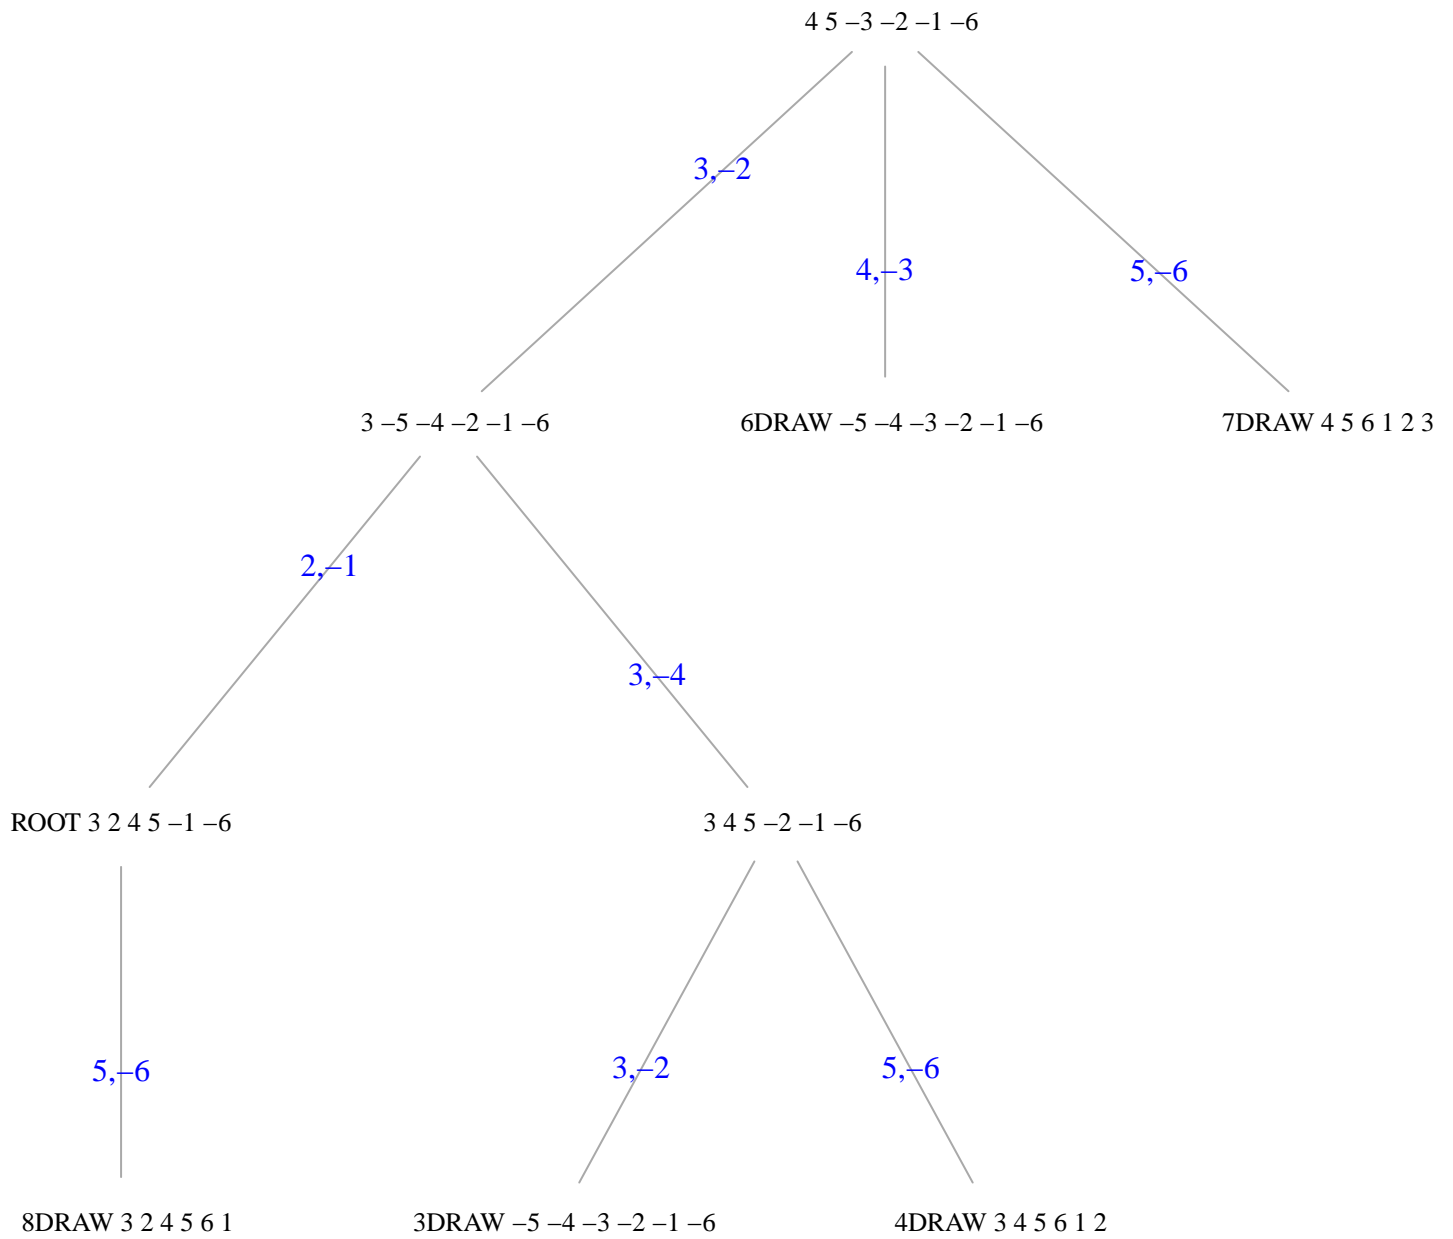 4 5 –3 –2 –1 –6
3,–2
4,–3
5,–6
3 –5 –4 –2 –1 –6
6DRAW –5 –4 –3 –2 –1 –6
7DRAW 4 5 6 1 2 3
2,–1
3,–4
ROOT 3 2 4 5 –1 –6
3 4 5 –2 –1 –6
5,–6
3,–2
5,–6
8DRAW 3 2 4 5 6 1
3DRAW –5 –4 –3 –2 –1 –6
4DRAW 3 4 5 6 1 2